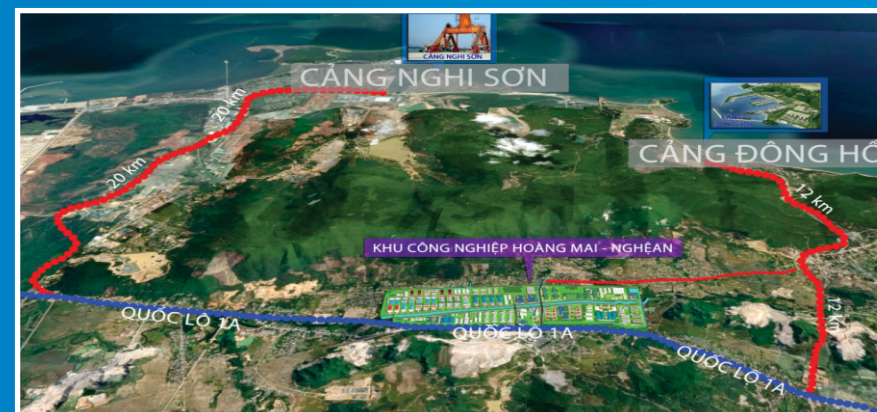 CẢNG NGHI SƠN
CẢNG NGHI SƠN
CẢNG ĐÔNG HỒ
20 km
20 km
12 km
KHU CÔNG NGHIỆP HOÀNG MAI - NGHỆAN
12 km
QUỐC LỘ 1A
QUỐC LỘ 1A
QUỐC LỘ 1A